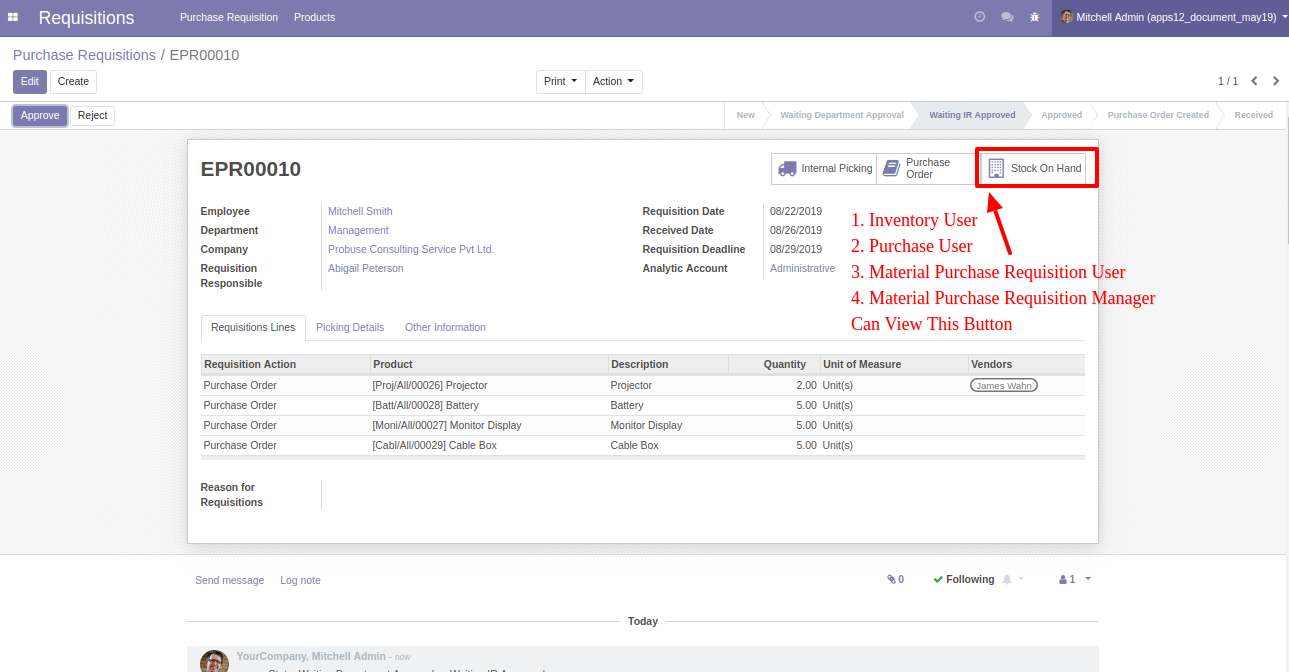 Requisitions Purchase Requisition Products Mitchell Admin (apps12_document_may19)
Purchase Requisitions / EPR00010
Edit Create Print Action 1 / 1
Approve Reject New Waiting Department Approval Waiting IR Approved Approved Purchase Order Created Received
EPR00010
Internal Picking
Purchase
Order
Stock On Hand
Employee Mitchell Smith
Department Management
Company Probuse Consulting Service Pvt Ltd.
Requisition
Responsible
Abigail Peterson
Requisition Date 08/22/2019
Received Date 08/26/2019
Requisition Deadline 08/29/2019
Analytic Account Administrative
1. Inventory User
2. Purchase User
3. Material Purchase Requisition User
4. Material Purchase Requisition Manager
Can View This Button
Requisitions Lines Picking Details Other Information
Requisition Action Product Description Quantity Unit of Measure Vendors
Purchase Order [Proj/All/00026] Projector Projector 2.00 Unit(s) James Wahn
Purchase Order [Batt/All/00028] Battery Battery 5.00 Unit(s)
Purchase Order [Moni/All/00027] Monitor Display Monitor Display 5.00 Unit(s)
Purchase Order [Cabl/All/00029] Cable Box Cable Box 5.00 Unit(s)
Reason for
Requisitions
Send message Log note 0 Following 1
Today
YourCompany, Mitchell Admin - now